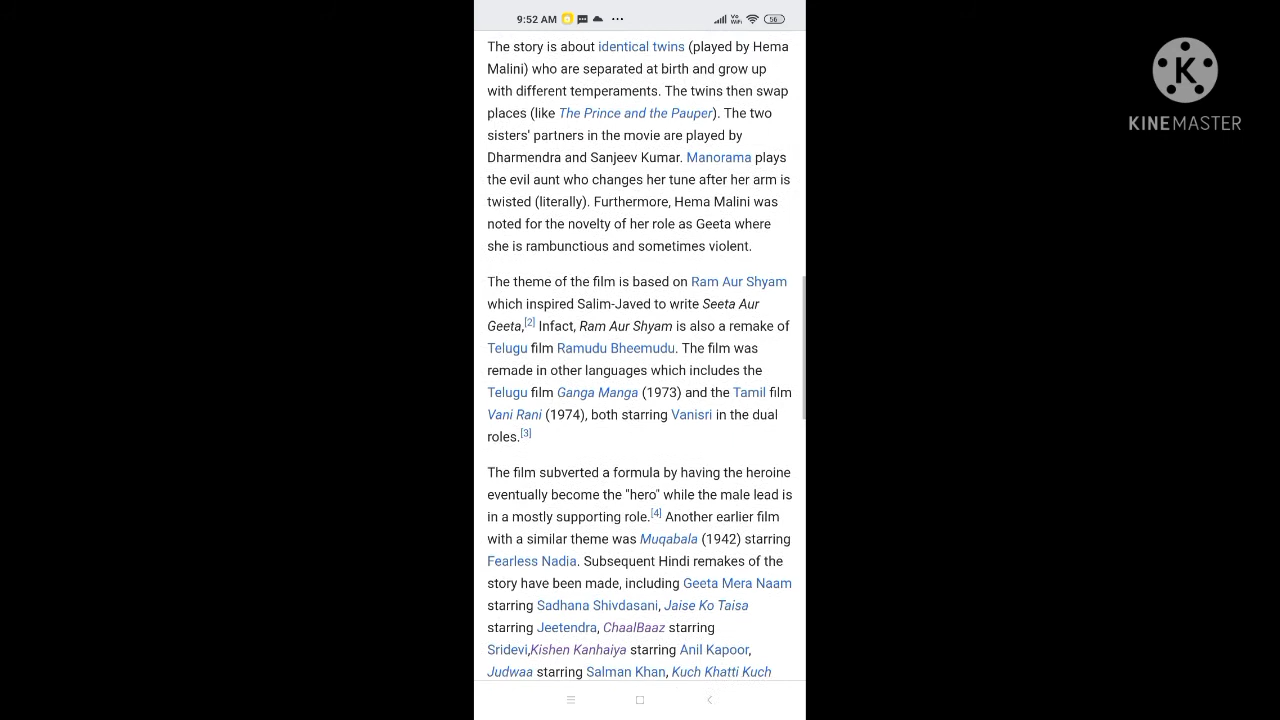 9:52 AM
Vo WiFi
56
The story is about identical twins (played by Hema
Malini) who are separated at birth and grow up
with different temperaments. The twins then swap
places (like The Prince and the Pauper). The two
sisters' partners in the movie are played by
Dharmendra and Sanjeev Kumar. Manorama plays
the evil aunt who changes her tune after her arm is
twisted (literally). Furthermore, Hema Malini was
noted for the novelty of her role as Geeta where
she is rambunctious and sometimes violent.
The theme of the film is based on Ram Aur Shyam
which inspired Salim-Javed to write Seeta Aur
Geeta,[2] Infact, Ram Aur Shyam is also a remake of
Telugu film Ramudu Bheemudu. The film was
remade in other languages which includes the
Telugu film Ganga Manga (1973) and the Tamil film
Vani Rani (1974), both starring Vanisri in the dual
roles.[3]
The film subverted a formula by having the heroine
eventually become the "hero" while the male lead is
in a mostly supporting role.[4] Another earlier film
with a similar theme was Muqabala (1942) starring
Fearless Nadia. Subsequent Hindi remakes of the
story have been made, including Geeta Mera Naam
starring Sadhana Shivdasani, Jaise Ko Taisa
starring Jeetendra, ChaalBaaz starring
Sridevi,Kishen Kanhaiya starring Anil Kapoor,
Judwaa starring Salman Khan, Kuch Khatti Kuch
K
KINEMASTER